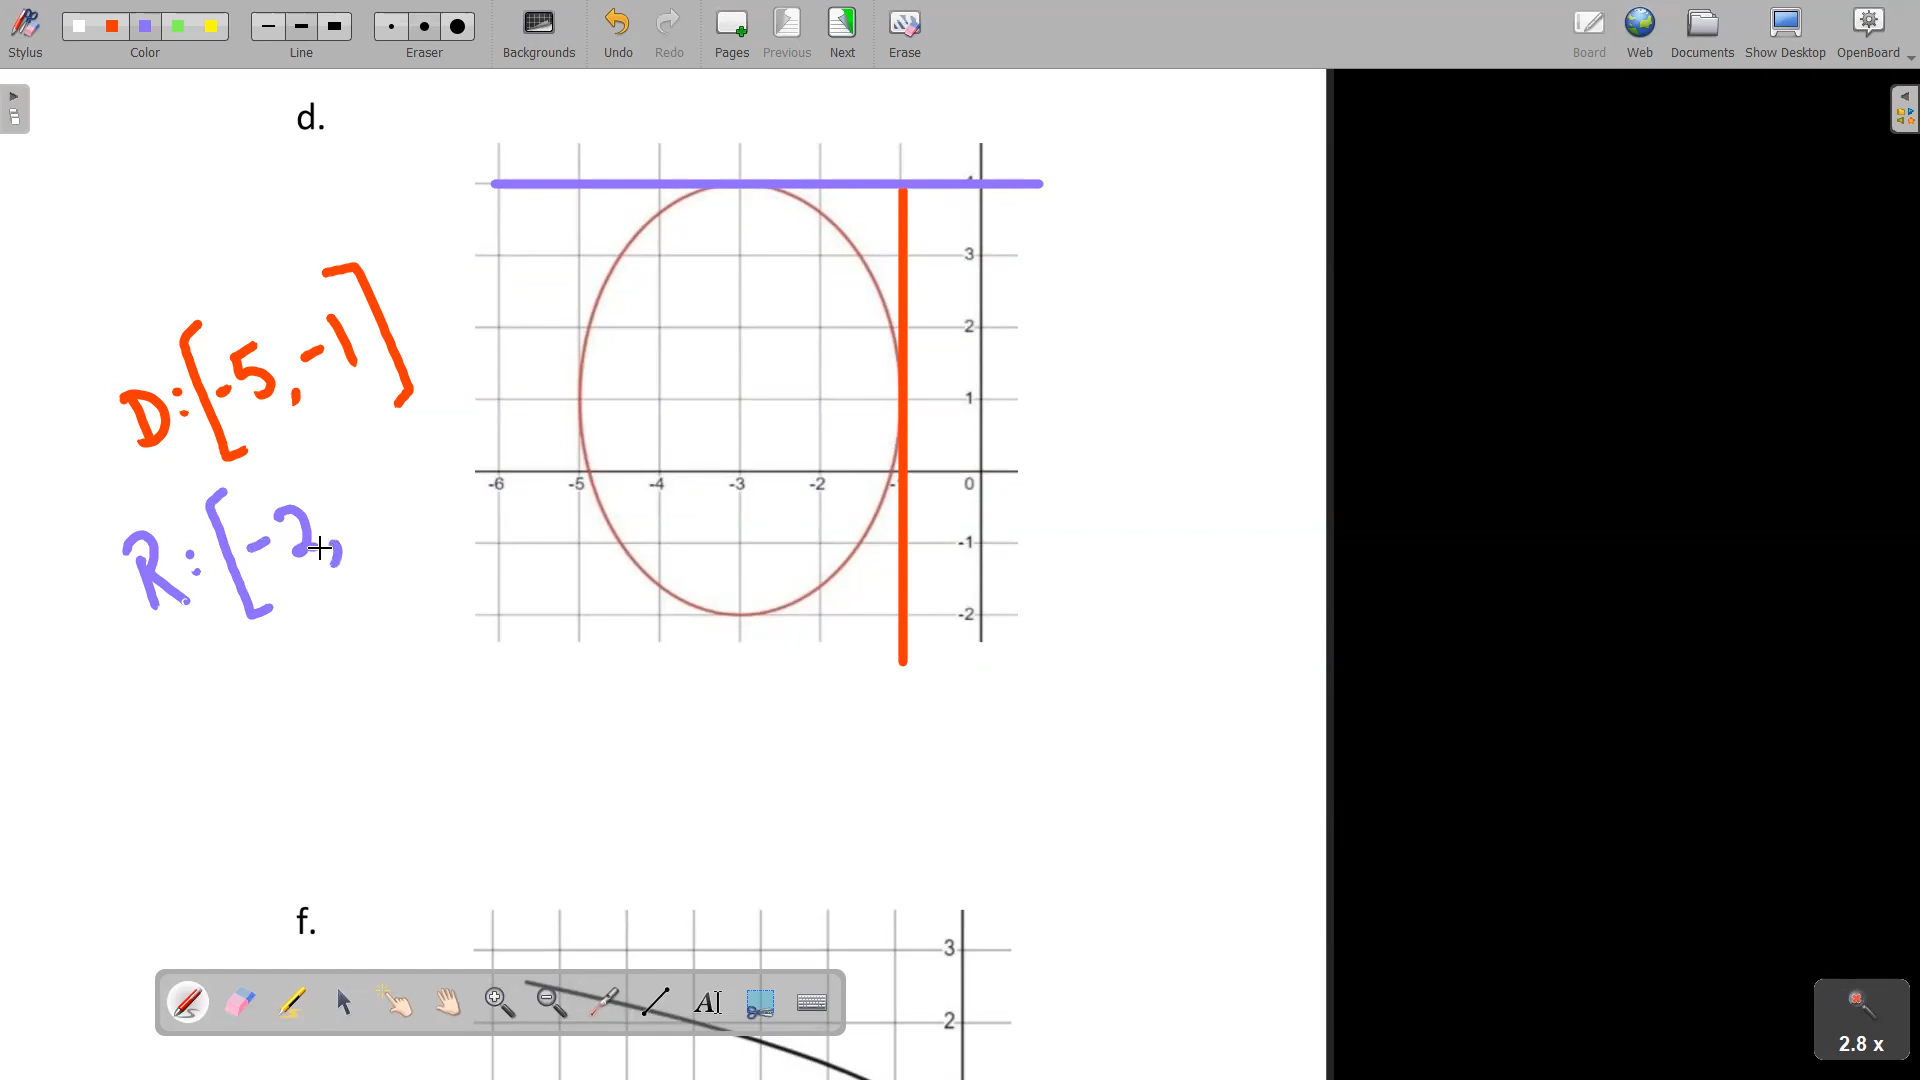 Stylus Color Line Eraser Backgrounds Undo Redo Pages Previous Next Erase Board Web Documents Show Desktop OpenBoard
d.
3
2
1
-6 -5 -4 -3 -2 0
-1
-2
D:[-5,-1]
R:[-2,
f.
3
2
AI
2.8 x